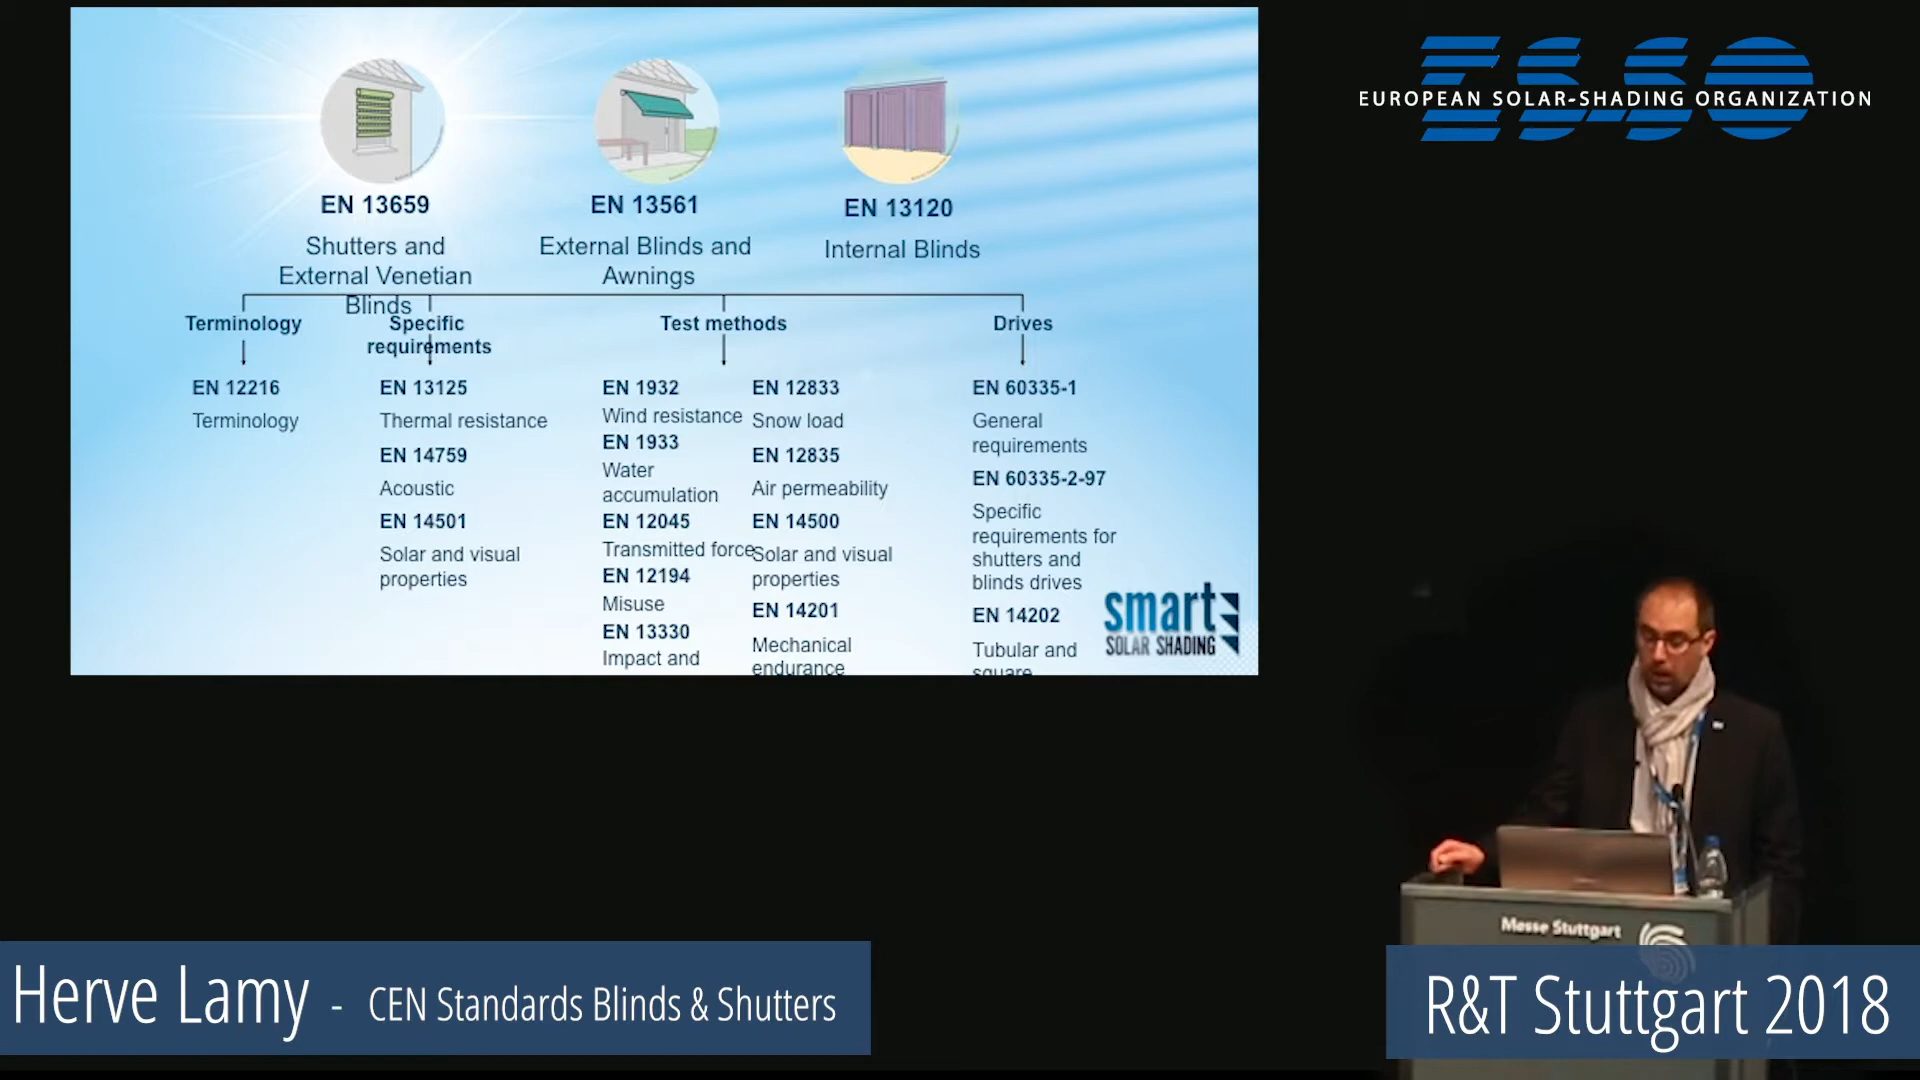 EUROPEAN SOLAR-SHADING ORGANIZATION
EN 13659
Shutters and
External Venetian
Blinds
EN 13561
External Blinds and
Awnings
EN 13120
Internal Blinds
Terminology
EN 12216
Terminology
Specific
requirements
EN 13125
Thermal resistance
EN 14759
Acoustic
EN 14501
Solar and visual
properties
Test methods
EN 1932
Wind resistance
EN 1933
Water
accumulation
EN 12045
Transmitted force
EN 12194
Misuse
EN 13330
Impact and
EN 12833
Snow load
EN 12835
Air permeability
EN 14500
Solar and visual
properties
EN 14201
Mechanical
endurance
Drives
EN 60335-1
General
requirements
EN 60335-2-97
Specific
requirements for
shutters and
blinds drives
EN 14202
Tubular and
square
smart
SOLAR SHADING
Messe Stuttgart
Herve Lamy - CEN Standards Blinds & Shutters
R&T Stuttgart 2018